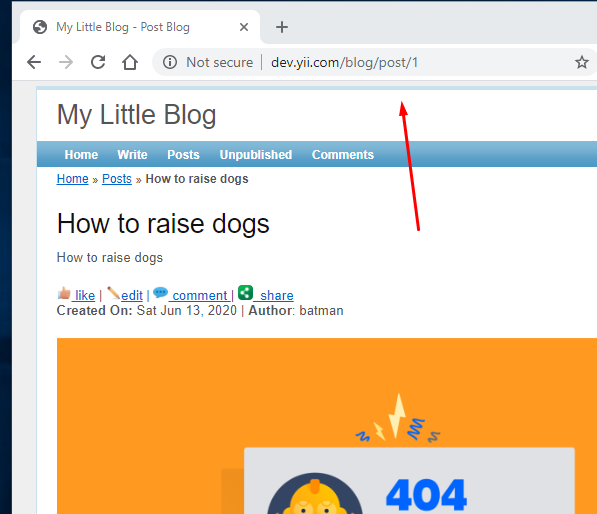 My Little Blog - Post Blog
Not secure | dev.yii.com/blog/post/1
My Little Blog
Home Write Posts Unpublished Comments
Home » Posts » How to raise dogs
How to raise dogs
How to raise dogs
like | edit | comment | share
Created On: Sat Jun 13, 2020 | Author: batman
404